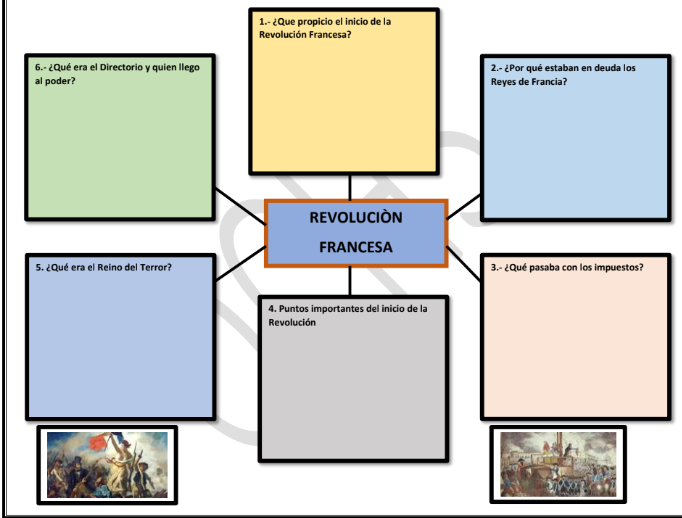 1.- ¿Que propicio el inicio de la
Revolución Francesa?
6.- ¿Qué era el Directorio y quien llego
al poder?
2.- ¿Por qué estaban en deuda los
Reyes de Francia?
REVOLUCIÒN
FRANCESA
5. ¿Qué era el Reino del Terror?
3.- ¿Qué pasaba con los impuestos?
4. Puntos importantes del inicio de la
Revolución